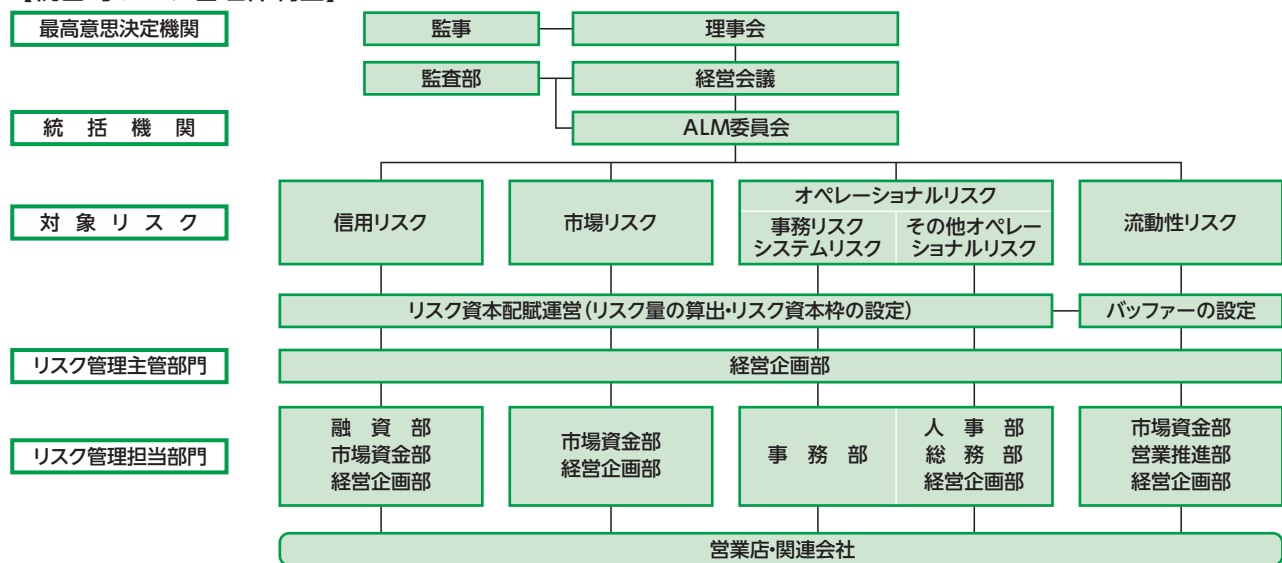 最高意思決定機関
監事
理事会
監査部
経営会議
統括機関
ALM委員会
対象リスク
信用リスク
市場リスク
オペレーショナルリスク
事務リスク
システムリスク
その他オペレー
ショナルリスク
流動性リスク
リスク資本配賦運営(リスク量の算出・リスク資本枠の設定)
バッファーの設定
リスク管理主管部門
経営企画部
リスク管理担当部門
融資部
市場資金部
経営企画部
市場資金部
経営企画部
事務部
人事部
総務部
経営企画部
市場資金部
営業推進部
経営企画部
営業店・関連会社